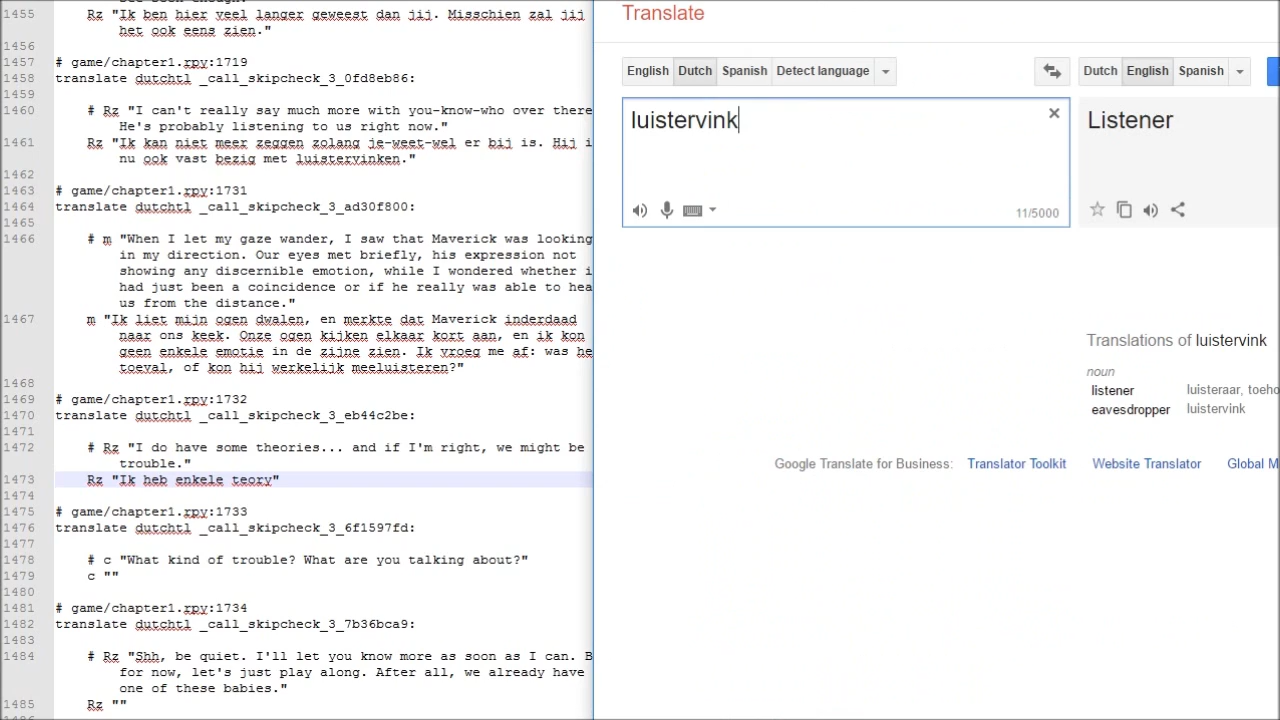 1455 Rz "Ik ben hier veel langer geweest dan jij. Misschien zal jij
het ook eens zien."
1456
1457 # game/chapter1.rpy:1719
1458 translate dutchtl _call_skipcheck_3_0fd8eb86:
1459
1460 # Rz "I can't really say much more with you-know-who over there
He's probably listening to us right now."
1461 Rz "Ik kan niet meer zeggen zolang je-weet-wel er bij is. Hij i
nu ook vast bezig met luistervinken."
1462
1463 # game/chapter1.rpy:1731
1464 translate dutchtl _call_skipcheck_3_ad30f800:
1465
1466 # m "When I let my gaze wander, I saw that Maverick was looking
in my direction. Our eyes met briefly, his expression not
showing any discernible emotion, while I wondered whether i
had just been a coincidence or if he really was able to hea
us from the distance."
1467 m "Ik liet mijn ogen dwalen, en merkte dat Maverick inderdaad
naar ons keek. Onze ogen kijken elkaar kort aan, en ik kon
geen enkele emotie in de zijne zien. Ik vroeg me af: was he
toeval, of kon hij werkelijk meeluisteren?"
1468
1469 # game/chapter1.rpy:1732
1470 translate dutchtl _call_skipcheck_3_eb44c2be:
1471
1472 # Rz "I do have some theories... and if I'm right, we might be
trouble."
1473 Rz "Ik heb enkele teory"
1474
1475 # game/chapter1.rpy:1733
1476 translate dutchtl _call_skipcheck_3_6f1597fd:
1477
1478 # c "What kind of trouble? What are you talking about?"
1479 c ""
1480
1481 # game/chapter1.rpy:1734
1482 translate dutchtl _call_skipcheck_3_7b36bca9:
1483
1484 # Rz "Shh, be quiet. I'll let you know more as soon as I can. B
for now, let's just play along. After all, we already have
one of these babies."
1485 Rz ""
Translate
English Dutch Spanish Detect language
Dutch English Spanish
luistervink
Listener
11/5000
Translations of luistervink
noun
listener luisteraar, toeho
eavesdropper luistervink
Google Translate for Business: Translator Toolkit Website Translator Global M